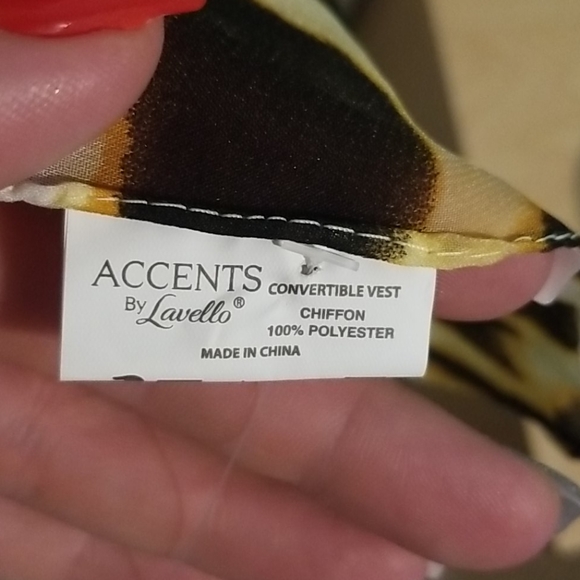 ACCENTS
By Lavello®
CONVERTIBLE VEST
CHIFFON
100% POLYESTER
MADE IN CHINA